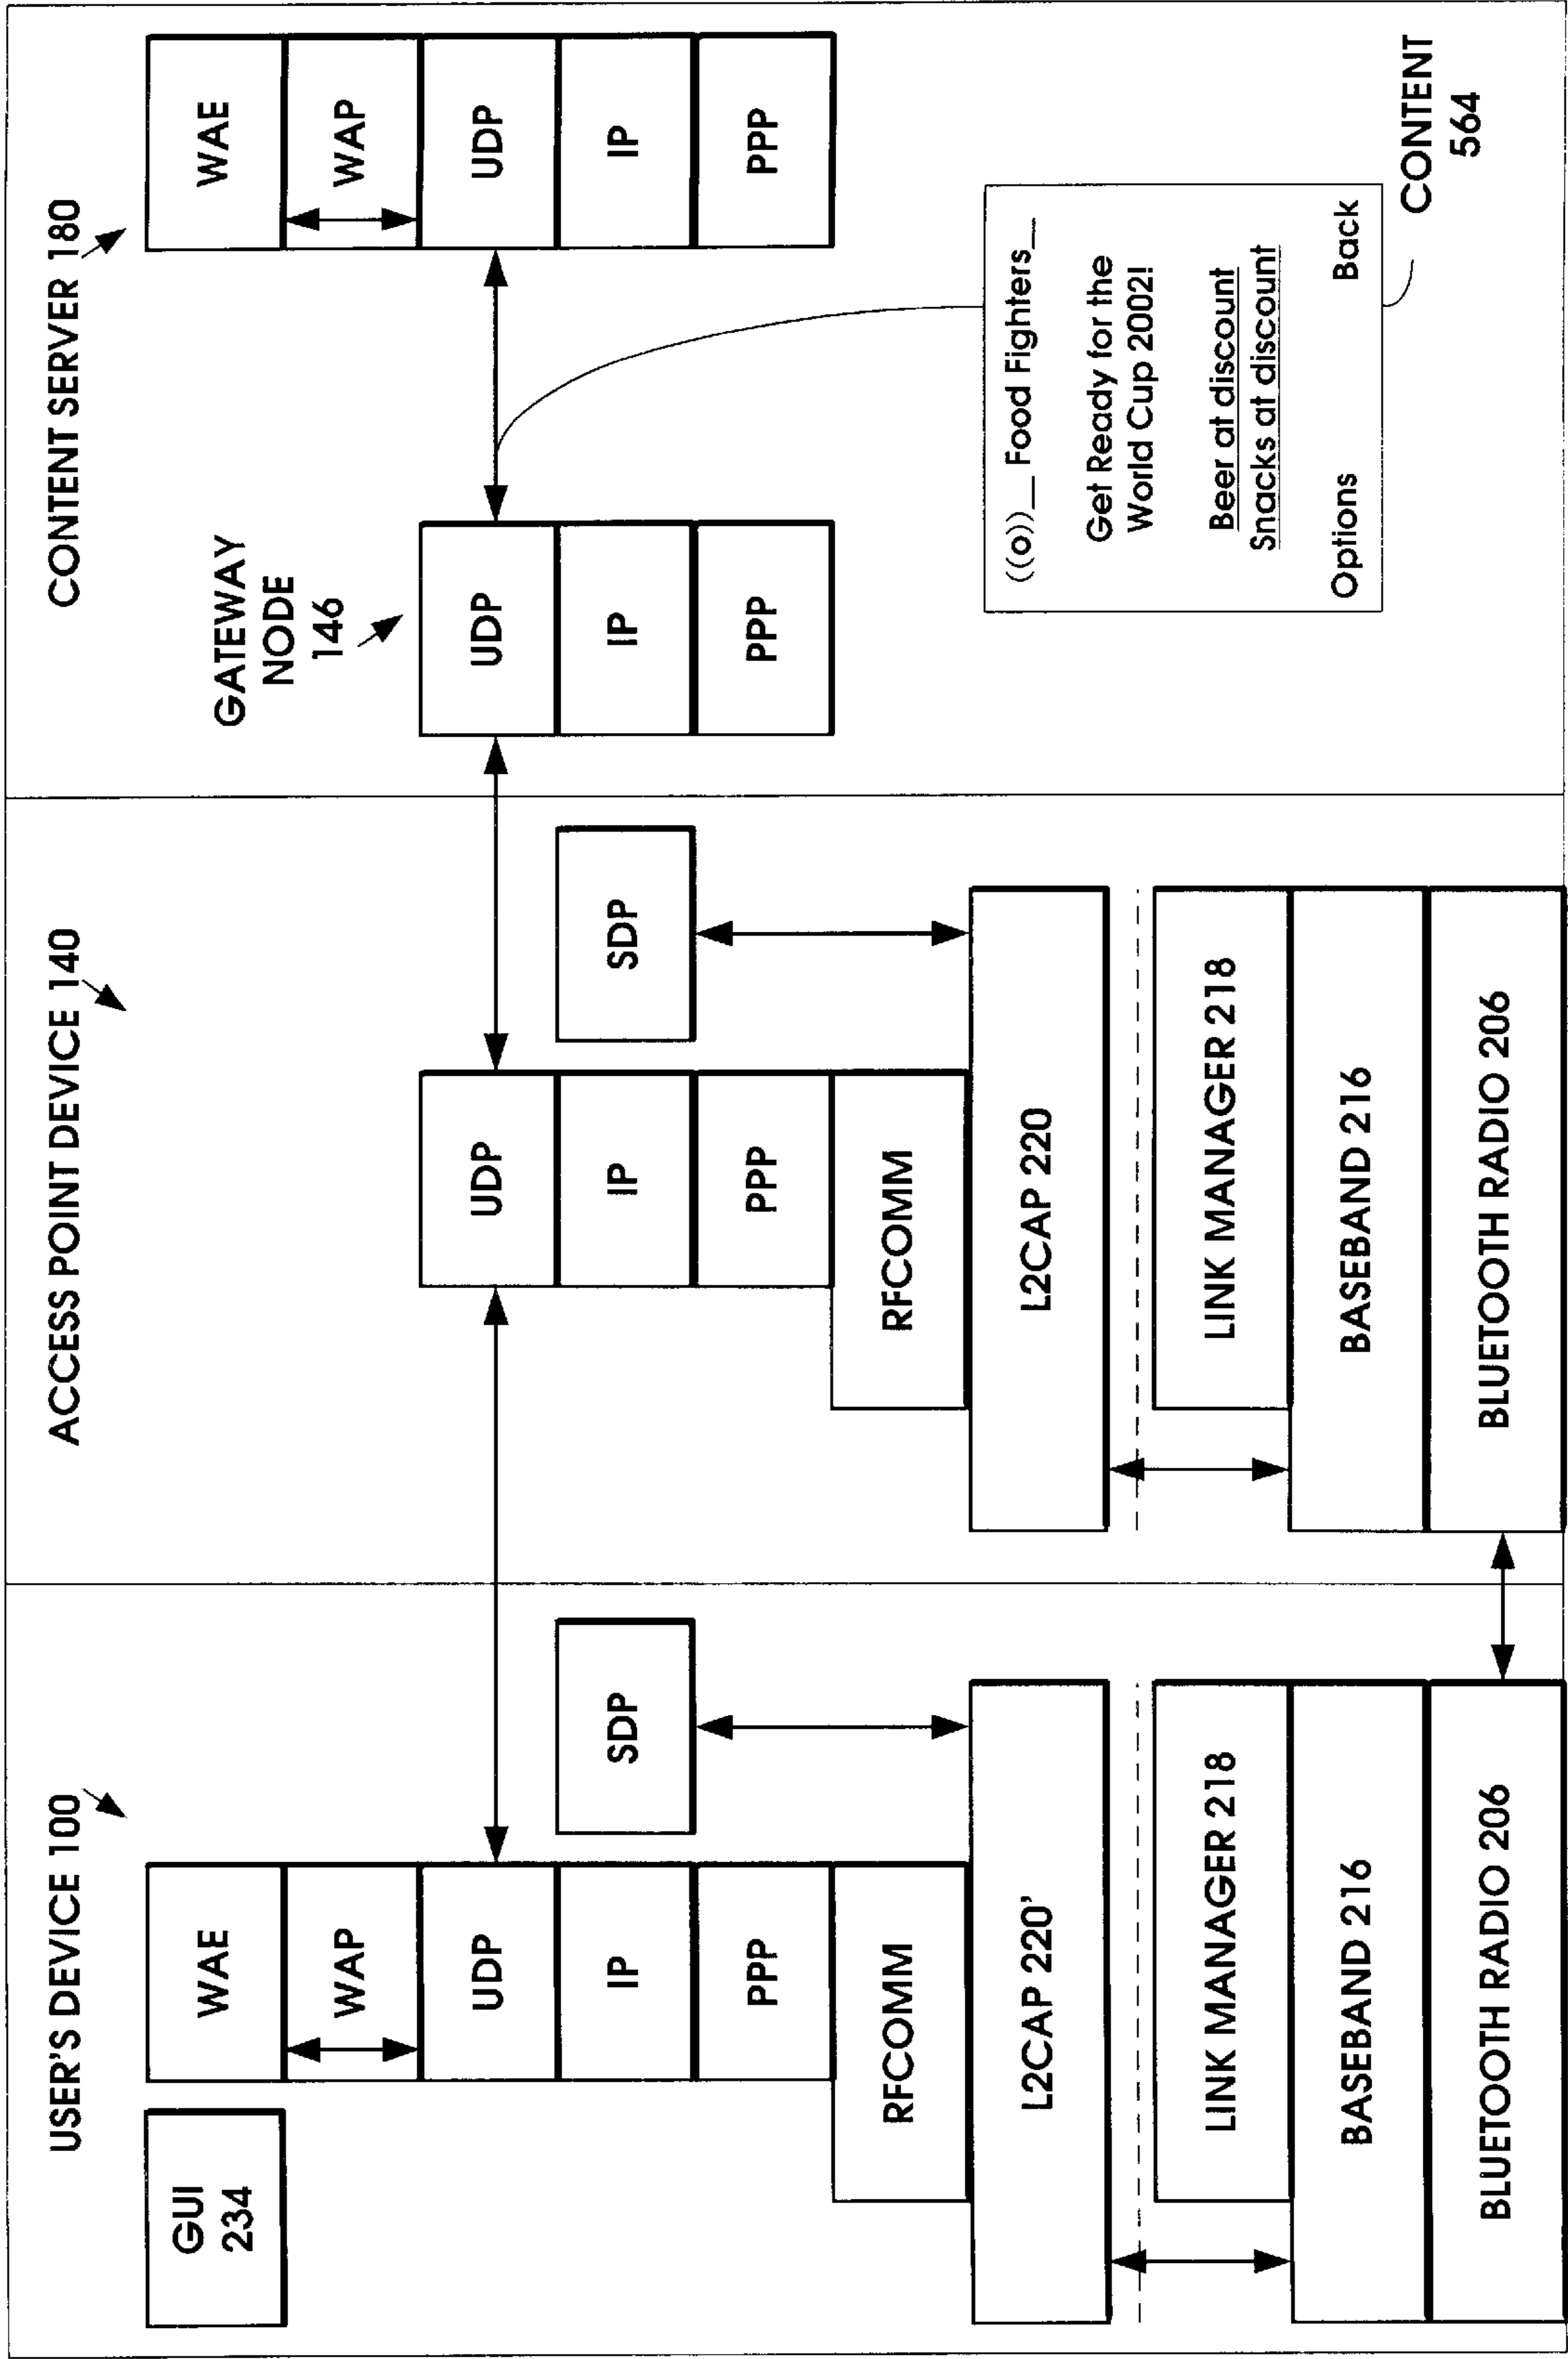 USER'S DEVICE 100
GUI
234
WAE
WAP
UDP
IP
PPP
RFCOMM
SDP
L2CAP 220'
LINK MANAGER 218
BASEBAND 216
BLUETOOTH RADIO 206
ACCESS POINT DEVICE 140
UDP
IP
PPP
RFCOMM
SDP
L2CAP 220
LINK MANAGER 218
BASEBAND 216
BLUETOOTH RADIO 206
GATEWAY
NODE
146
UDP
IP
PPP
CONTENT SERVER 180
WAE
WAP
UDP
IP
PPP
((o))__Food Fighters_
Get Ready for the
World Cup 2002!
Beer at discount
Snacks at discount
Options Back
CONTENT
564